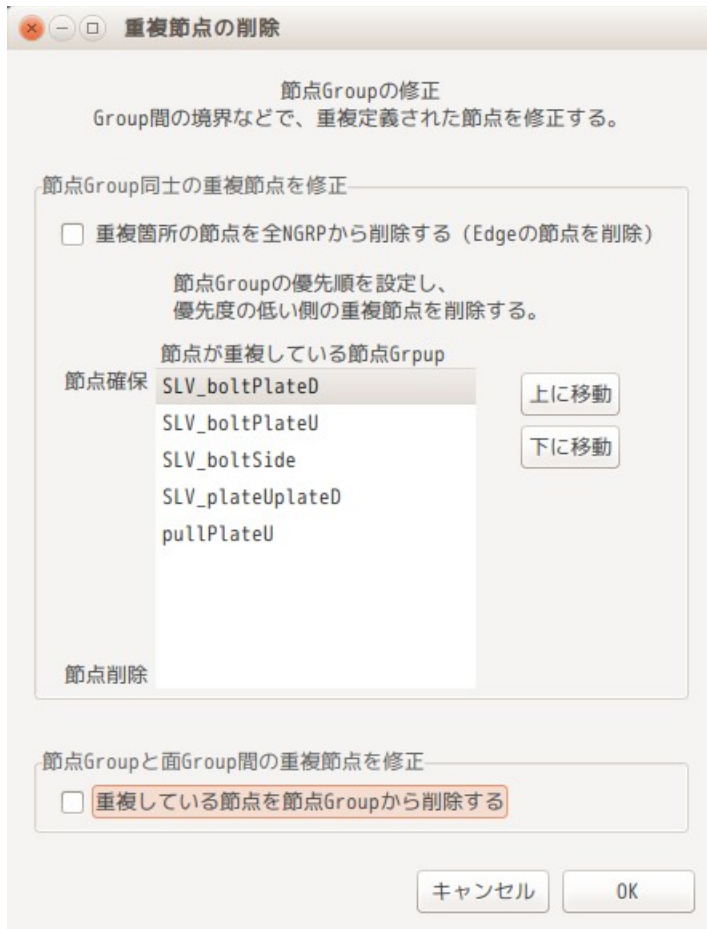 重複節点の削除
節点Groupの修正
Group間の境界などで、重複定義された節点を修正する。
節点Group同士の重複節点を修正
重複箇所の節点を全NGRPから削除する (Edgeの節点を削除)
節点Groupの優先順を設定し、
優先度の低い側の重複節点を削除する。
節点が重複している節点Grpup
節点確保
SLV_boltPlateD
SLV_boltPlateU
SLV_boltSide
SLV_plateUplateD
pullPlateU
上に移動
下に移動
節点削除
節点Groupと面Group間の重複節点を修正
重複している節点を節点Groupから削除する
キャンセル
OK